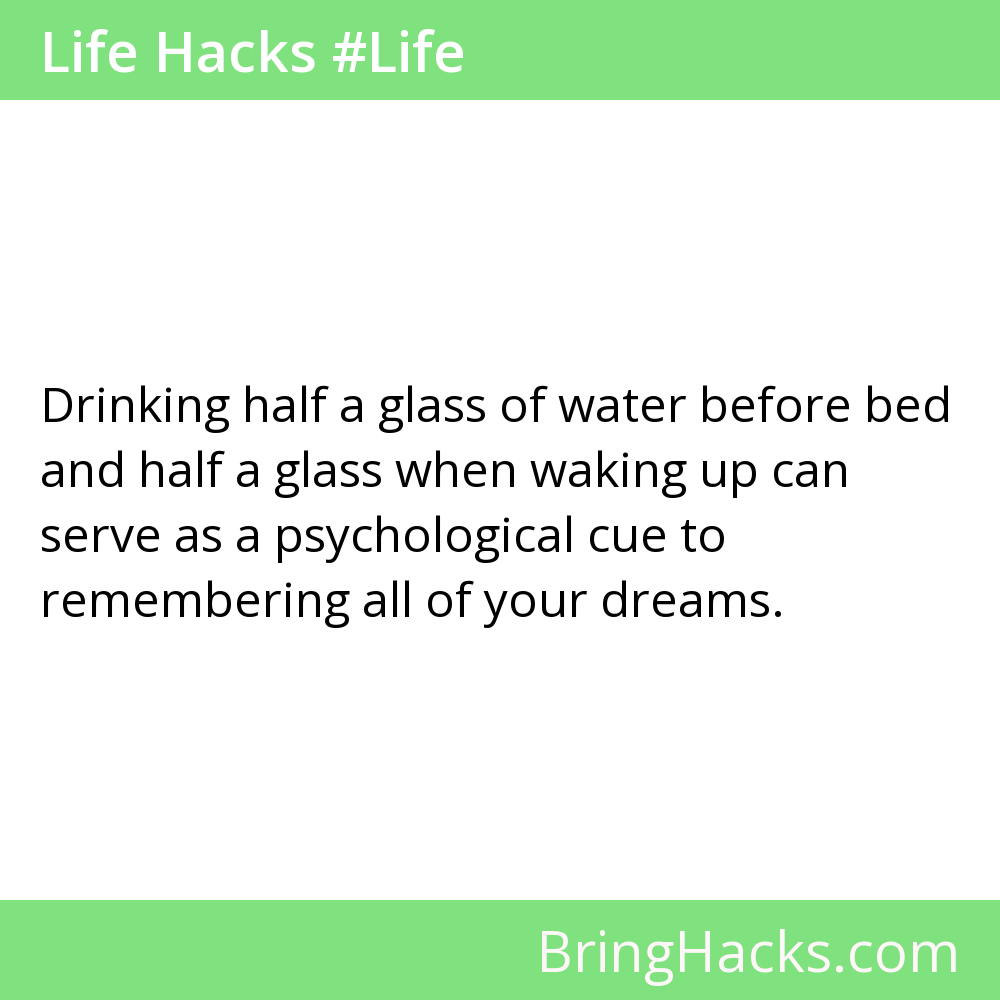 Life Hacks #Life
Drinking half a glass of water before bed
and half a glass when waking up can
serve as a psychological cue to
remembering all of your dreams.
BringHacks.com